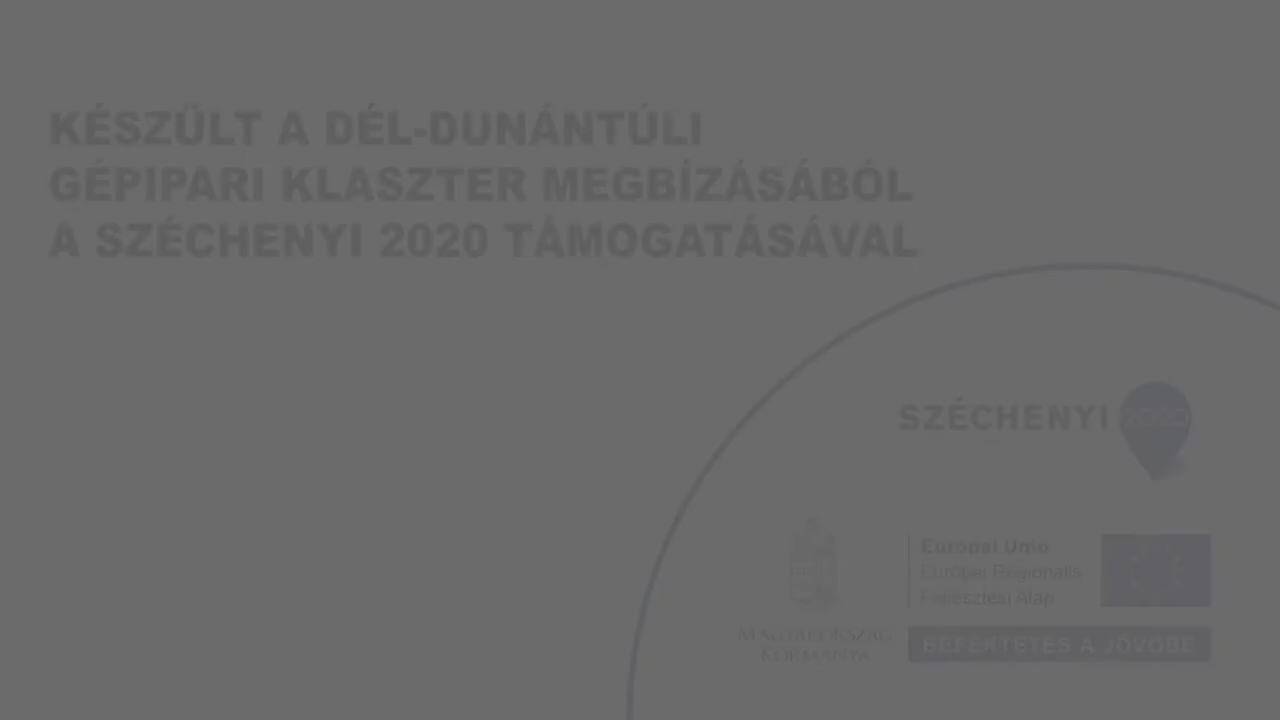 KÉSZÜLT A DÉL-DUNÁNTÚLI
GÉPIPARI KLASZTER MEGBÍZÁSÁBÓL
A SZÉCHENYI 2020 TÁMOGATÁSÁVAL
SZÉCHENYI 2020
MAGYARORSZÁG
KORMÁNYA
Európai Unió
Európai Regionális
Fejlesztési Alap
BEFEKTETÉS A JÖVŐBE